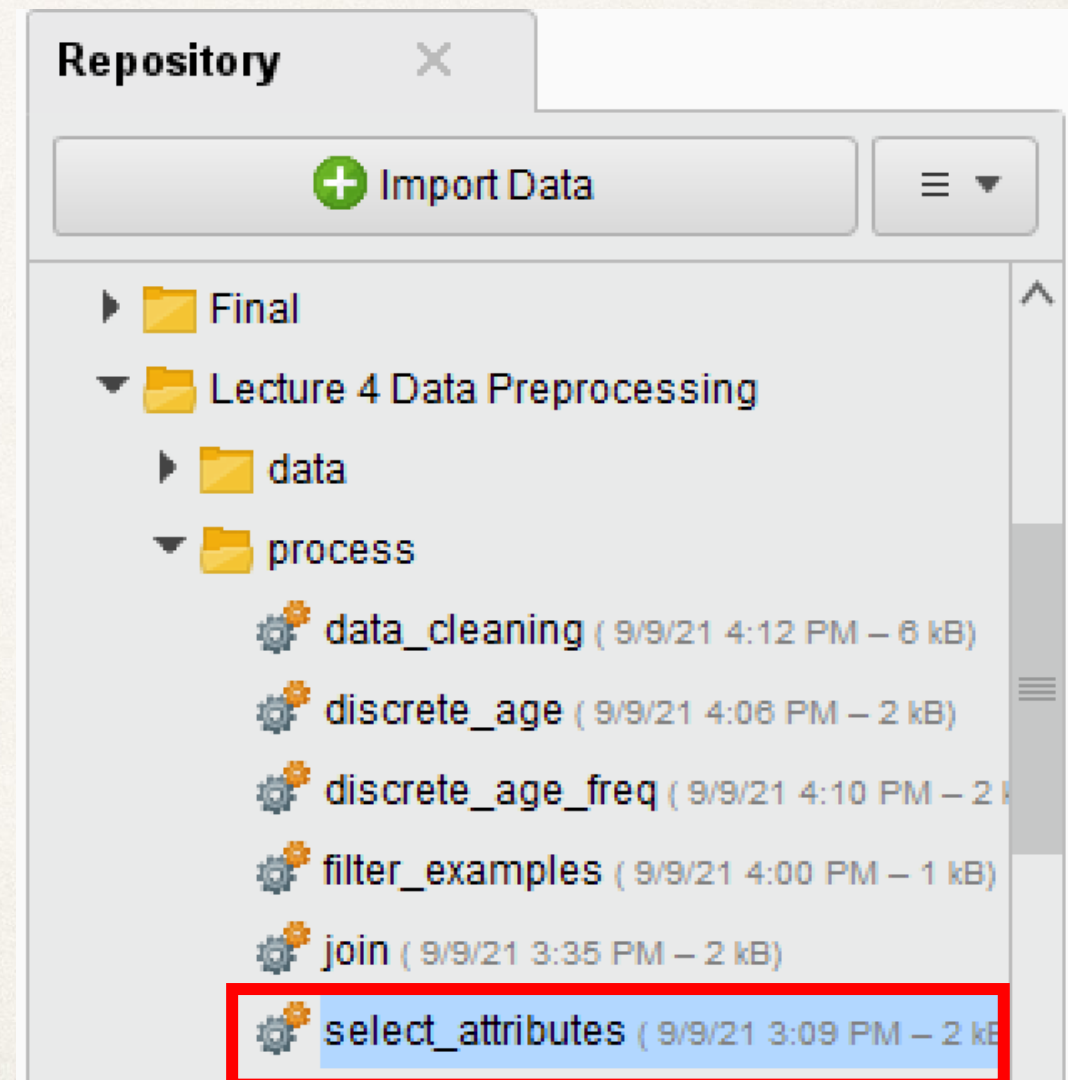 Repository
Import Data
Final
Lecture 4 Data Preprocessing
data
process
data_cleaning ( 9/9/21 4:12 PM – 6 kB)
discrete_age ( 9/9/21 4:06 PM – 2 kB)
discrete_age_freq ( 9/9/21 4:10 PM – 2
filter_examples ( 9/9/21 4:00 PM – 1 kB)
join ( 9/9/21 3:35 PM – 2 kB)
select_attributes ( 9/9/21 3:09 PM – 2 kB